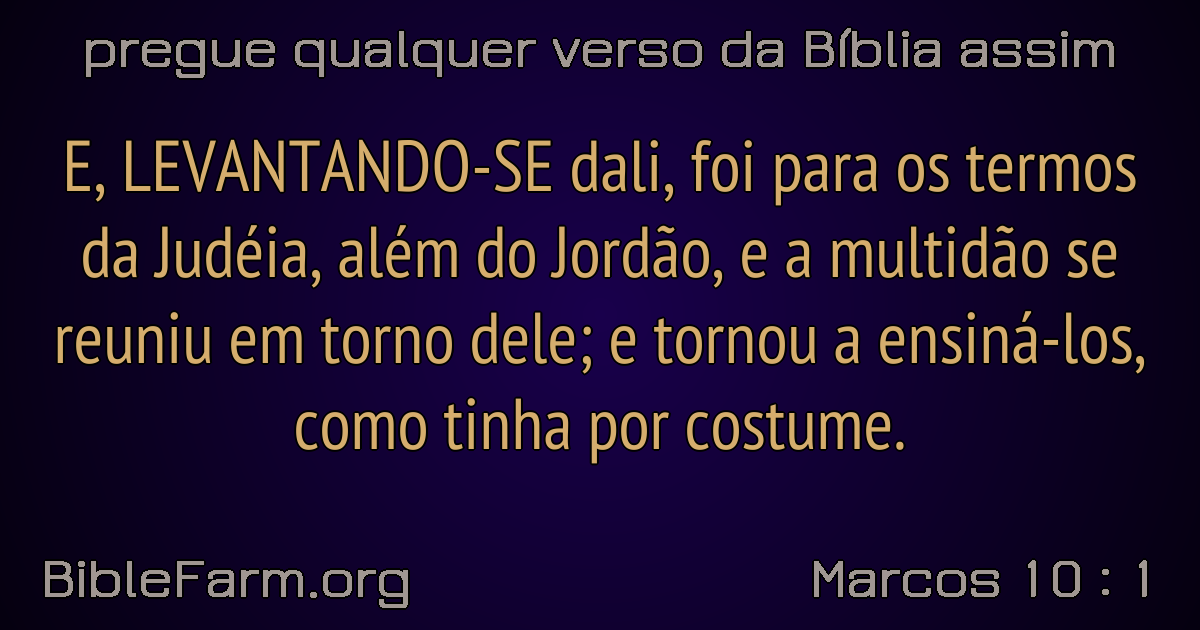 pregue qualquer verso da Bíblia assim
E, LEVANTANDO-SE dali, foi para os termos
da Judéia, além do Jordão, e a multidão se
reuniu em torno dele; e tornou a ensiná-los,
como tinha por costume.
BibleFarm.org
Marcos 10 : 1